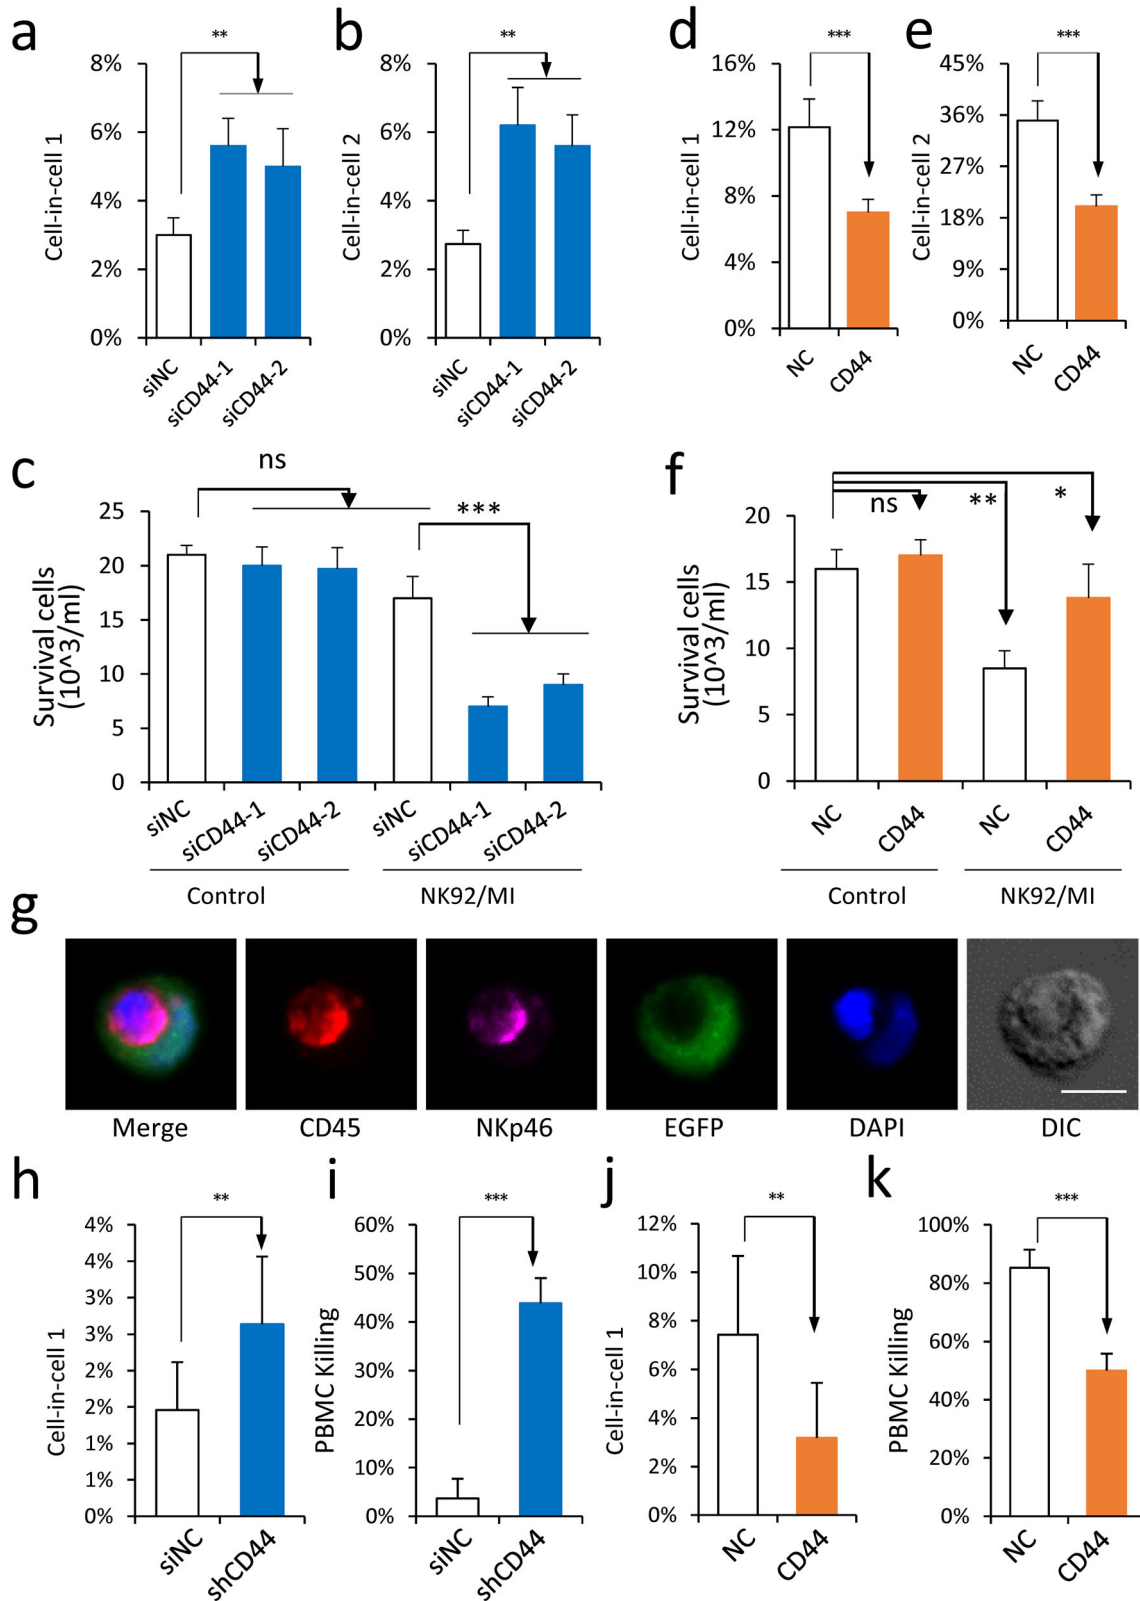 a
**
8%
6%
4%
2%
0%
Cell-in-cell 1
siNC
siCD44-1
siCD44-2
b
**
8%
6%
4%
2%
0%
Cell-in-cell 2
siNC
siCD44-1
siCD44-2
d
***
16%
12%
8%
4%
0%
Cell-in-cell 1
NC
CD44
e
***
45%
36%
27%
18%
9%
0%
Cell-in-cell 2
NC
CD44
c
ns
***
25
20
15
10
5
0
Survival cells
(10^3/ml)
siNC
siCD44-1
siCD44-2
siNC
siCD44-1
siCD44-2
Control
NK92/MI
f
ns
**
*
20
15
10
5
0
Survival cells
(10^3/ml)
NC
CD44
NC
CD44
Control
NK92/MI
g
Merge
CD45
NKp46
EGFP
DAPI
DIC
h
**
4%
4%
3%
3%
2%
2%
1%
1%
0%
Cell-in-cell 1
siNC
shCD44
i
***
60%
50%
40%
30%
20%
10%
0%
PBMC Killing
siNC
shCD44
j
**
12%
10%
8%
6%
4%
2%
0%
Cell-in-cell 1
NC
CD44
k
***
100%
80%
60%
40%
20%
0%
PBMC Killing
NC
CD44